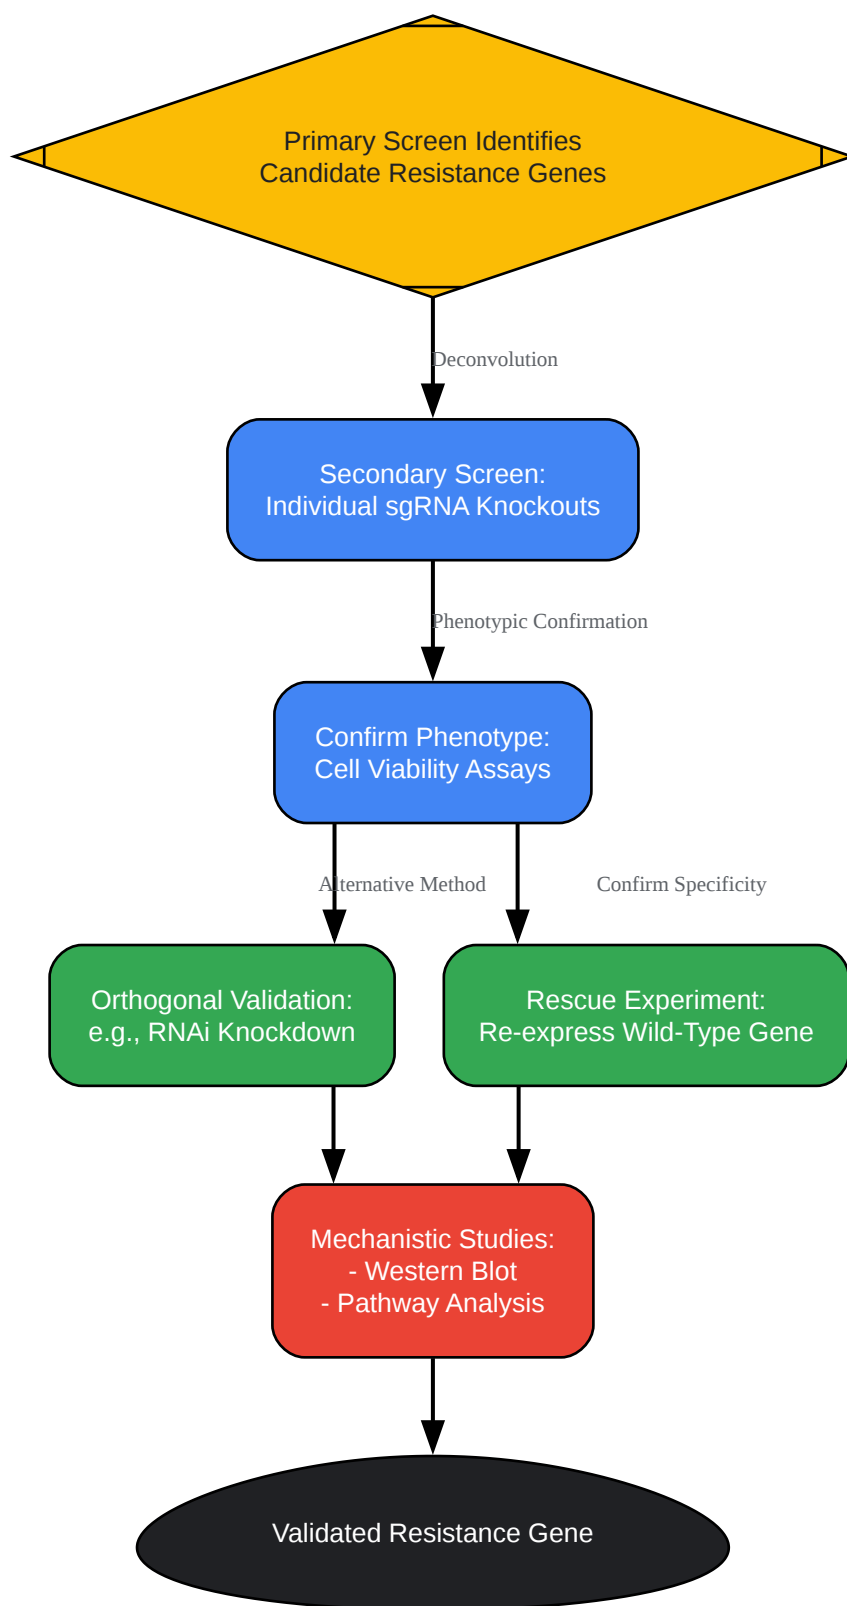 Primary Screen Identifies
Candidate Resistance Genes
Deconvolution
Secondary Screen:
Individual sgRNA Knockouts
Phenotypic Confirmation
Confirm Phenotype:
Cell Viability Assays
Alternative Method
Confirm Specificity
Orthogonal Validation:
e.g., RNAi Knockdown
Rescue Experiment:
Re-express Wild-Type Gene
Mechanistic Studies:
- Western Blot
- Pathway Analysis
Validated Resistance Gene